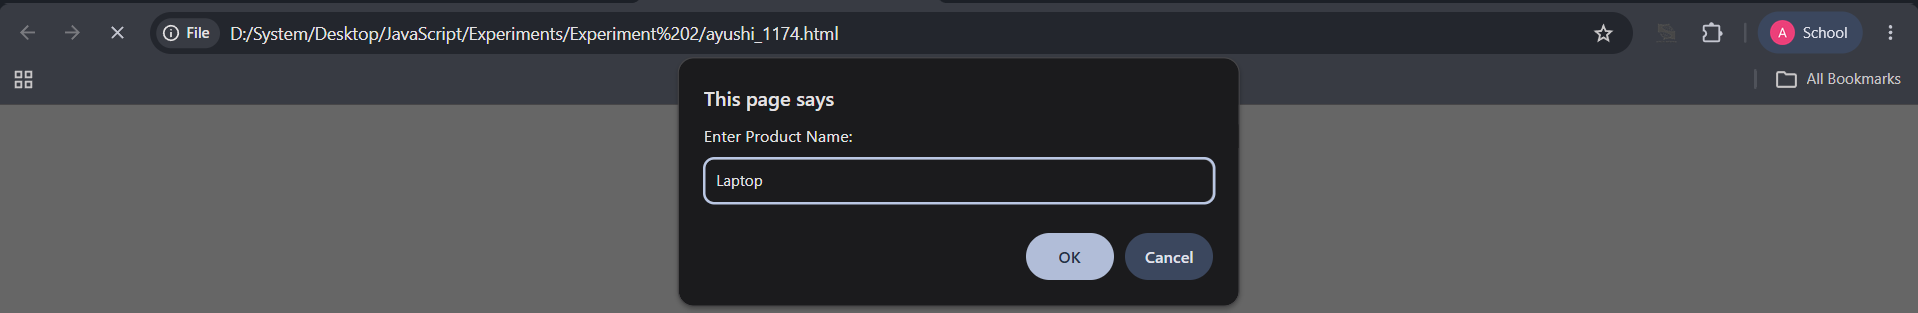 File D:/System/Desktop/JavaScript/Experiments/Experiment%202/ayushi_1174.html A School
All Bookmarks
This page says
Enter Product Name:
Laptop
OK Cancel